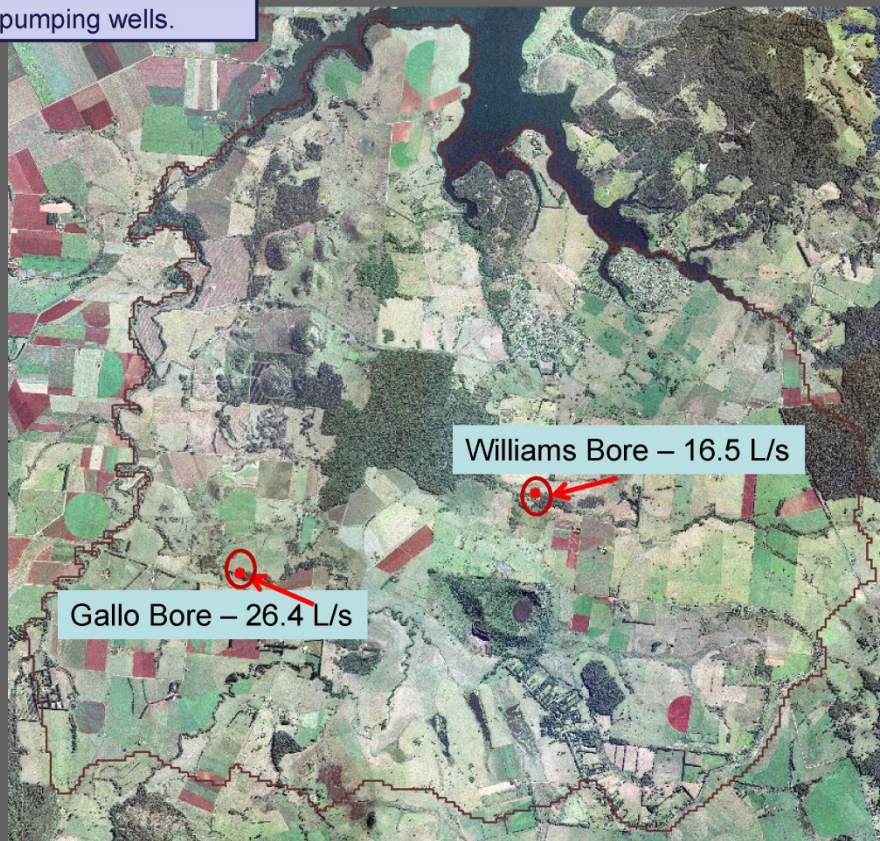 pumping wells.
Williams Bore – 16.5 L/s
Gallo Bore – 26.4 L/s